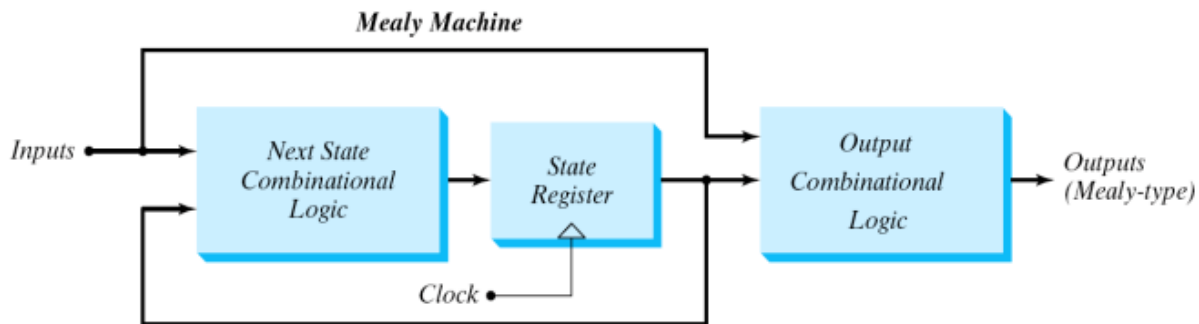 Mealy Machine
Inputs
Next State
Combinational
Logic
State
Register
Output
Combinational
Logic
Outputs
(Mealy-type)
Clock